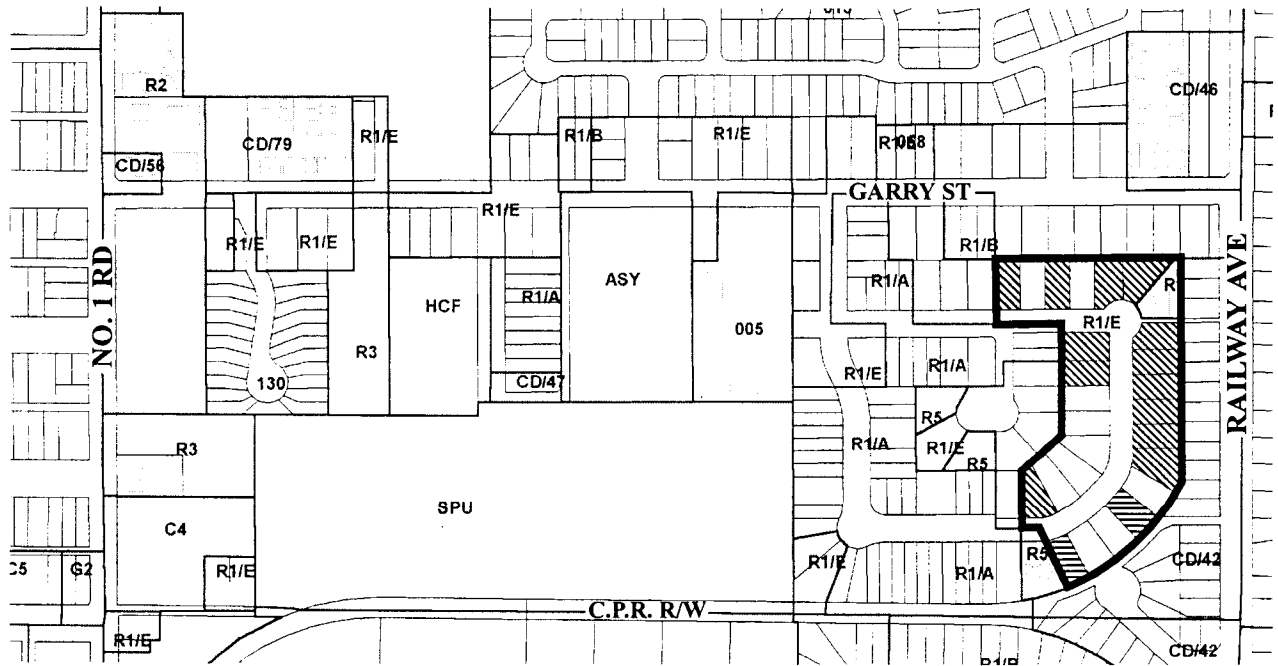 R2
CD/46
CD/79
R1/E
R1/B
R1/E
CD/56
GARRY ST
R1/E
R1/E
R1/E
R1/B
NO. 1 RD
RAILWAY AVE
HCF
R1/A
ASY
R1/A
R
R1/E
005
R3
130
CD/47
R1/E
R1/A
R5
R1/A
R1/E
R5
R3
SPU
C4
C5
G2
R1/E
R1/E
R1/A
R5
CD/42
C.P.R. R/W
R1/E
R1/B
CD/42